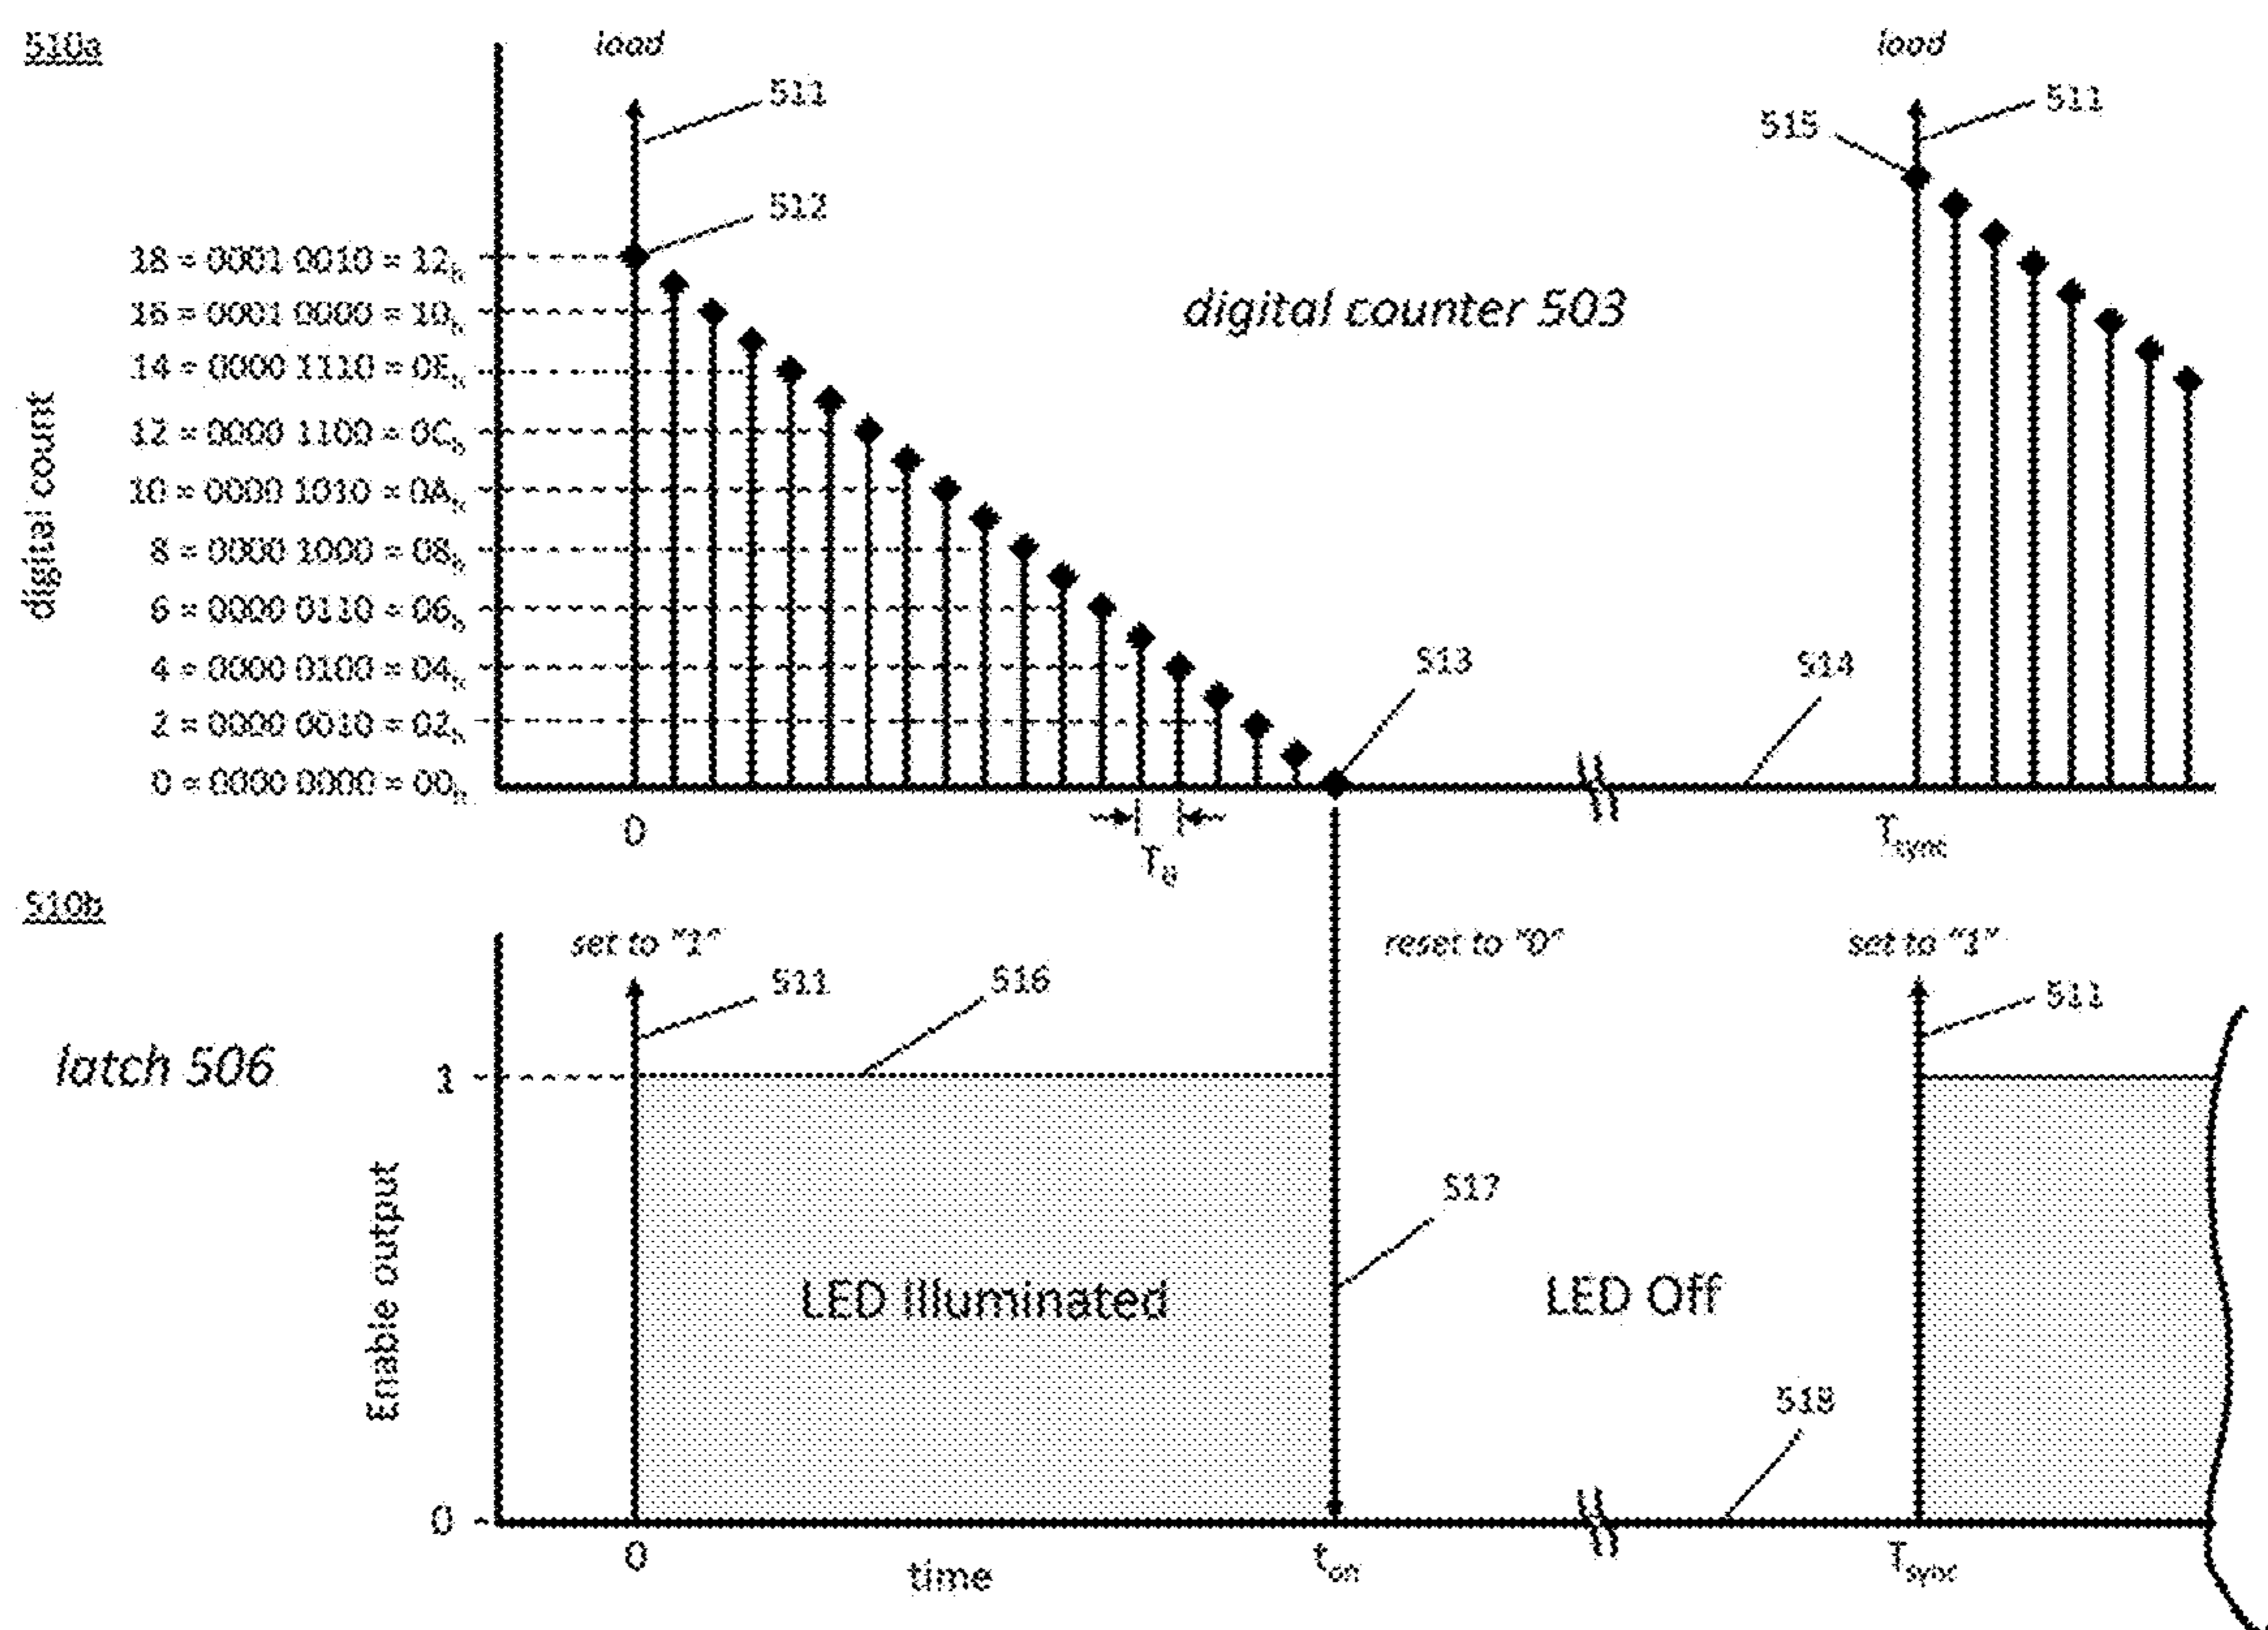 510a
load
load
511
511
515
512
18 = 0001 0010 = 12h
16 = 0001 0000 = 10h
14 = 0000 1110 = 0Eh
12 = 0000 1100 = 0Ch
10 = 0000 1010 = 0Ah
8 = 0000 1000 = 08h
6 = 0000 0110 = 06h
4 = 0000 0100 = 04h
2 = 0000 0010 = 02h
0 = 0000 0000 = 00h
digital count
digital counter 503
513
514
0
Tθ
Tsync
510b
set to "1"
reset to "0"
set to "1"
511
516
511
latch 506
1
517
Enable output
LED Illuminated
LED Off
518
0
0
time
ton
Tsync